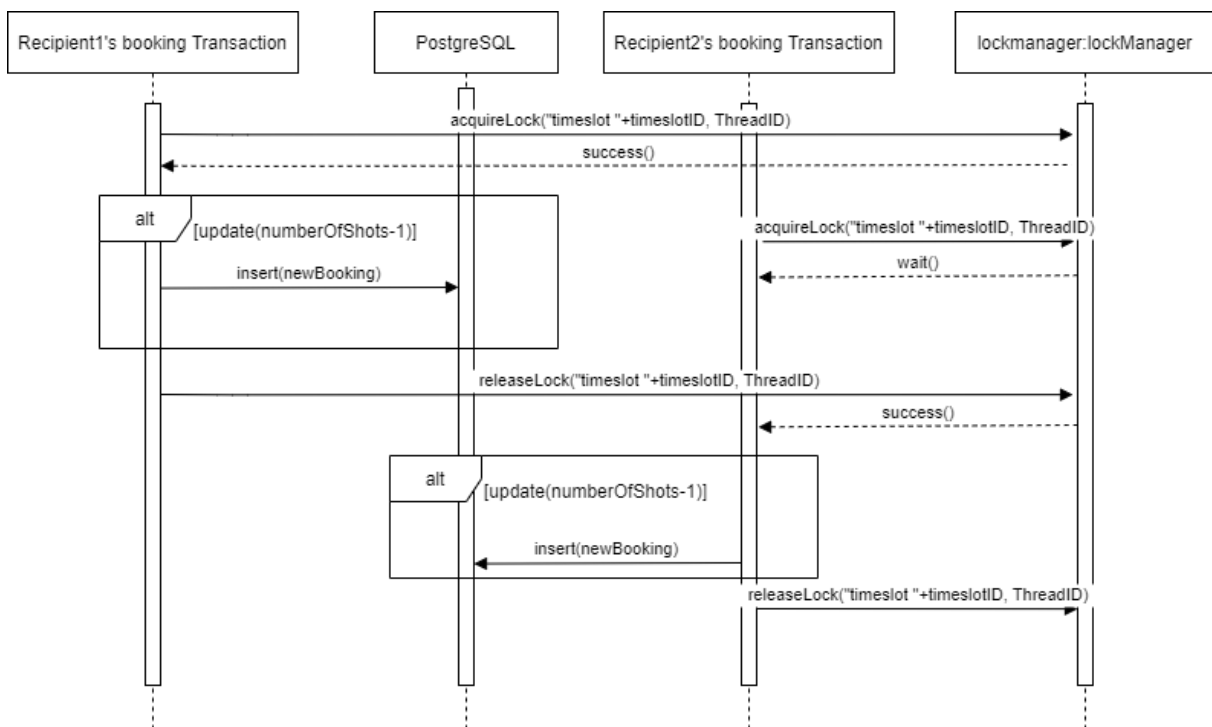 Recipient1's booking Transaction
PostgreSQL
Recipient2's booking Transaction
lockmanager:lockManager
acquireLock("timeslot "+timeslotID, ThreadID)
success()
alt
[update(numberOfShots-1)]
acquireLock("timeslot "+timeslotID, ThreadID)
wait()
insert(newBooking)
releaseLock("timeslot "+timeslotID, ThreadID)
success()
alt
[update(numberOfShots-1)]
insert(newBooking)
releaseLock("timeslot "+timeslotID, ThreadID)